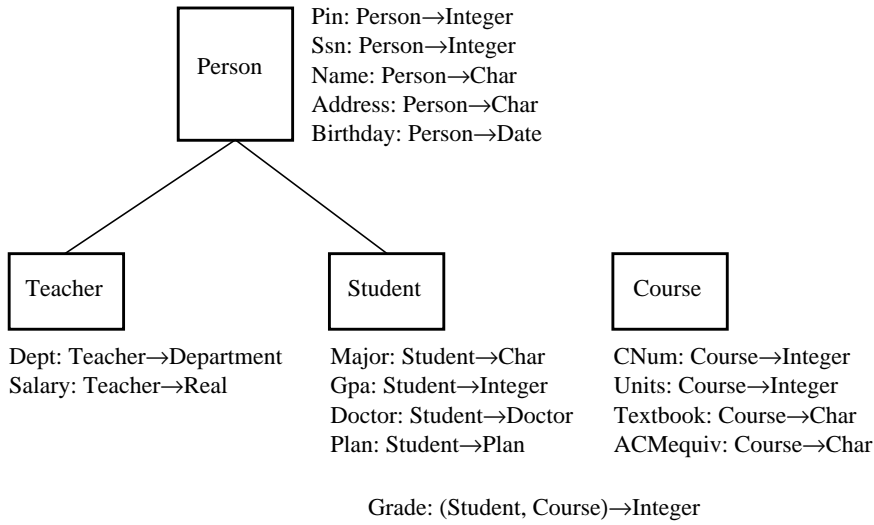 Person
Pin: Person→Integer
Ssn: Person→Integer
Name: Person→Char
Address: Person→Char
Birthday: Person→Date
Teacher
Dept: Teacher→Department
Salary: Teacher→Real
Student
Major: Student→Char
Gpa: Student→Integer
Doctor: Student→Doctor
Plan: Student→Plan
Course
CNum: Course→Integer
Units: Course→Integer
Textbook: Course→Char
ACMequiv: Course→Char
Grade: (Student, Course)→Integer